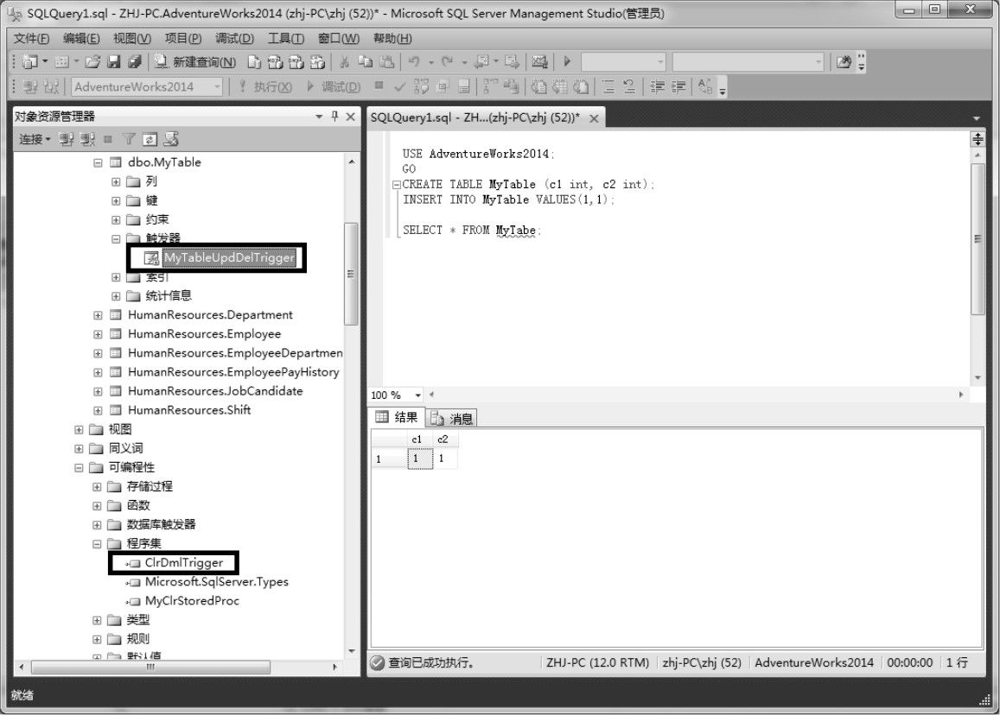 SQLQuery1.sql - ZHJ-PC.AdventureWorks2014 (zhj-PC\zhj (52))* - Microsoft SQL Server Management Studio(管理员)
文件(F) 编辑(E) 视图(V) 项目(P) 调试(D) 工具(T) 窗口(W) 帮助(H)
新建查询(N)
AdventureWorks2014 执行(X) 调试(D)
对象资源管理器
连接
dbo.MyTable
列
键
约束
触发器
MyTableUpdDelTrigger
索引
统计信息
HumanResources.Department
HumanResources.Employee
HumanResources.EmployeeDepartmen
HumanResources.EmployeePayHistory
HumanResources.JobCandidate
HumanResources.Shift
视图
同义词
可编程性
存储过程
函数
数据库触发器
程序集
ClrDmlTrigger
Microsoft.SqlServer.Types
MyClrStoredProc
类型
规则
默认值
SQLQuery1.sql - ZH...(zhj-PC\zhj (52))*
USE AdventureWorks2014;
GO
CREATE TABLE MyTable (c1 int, c2 int);
INSERT INTO MyTable VALUES(1,1);
SELECT * FROM MyTabe;
100 %
结果 消息
c1 c2
1 1 1
查询已成功执行。 ZHJ-PC (12.0 RTM) zhj-PC\zhj (52) AdventureWorks2014 00:00:00 1 行
就绪